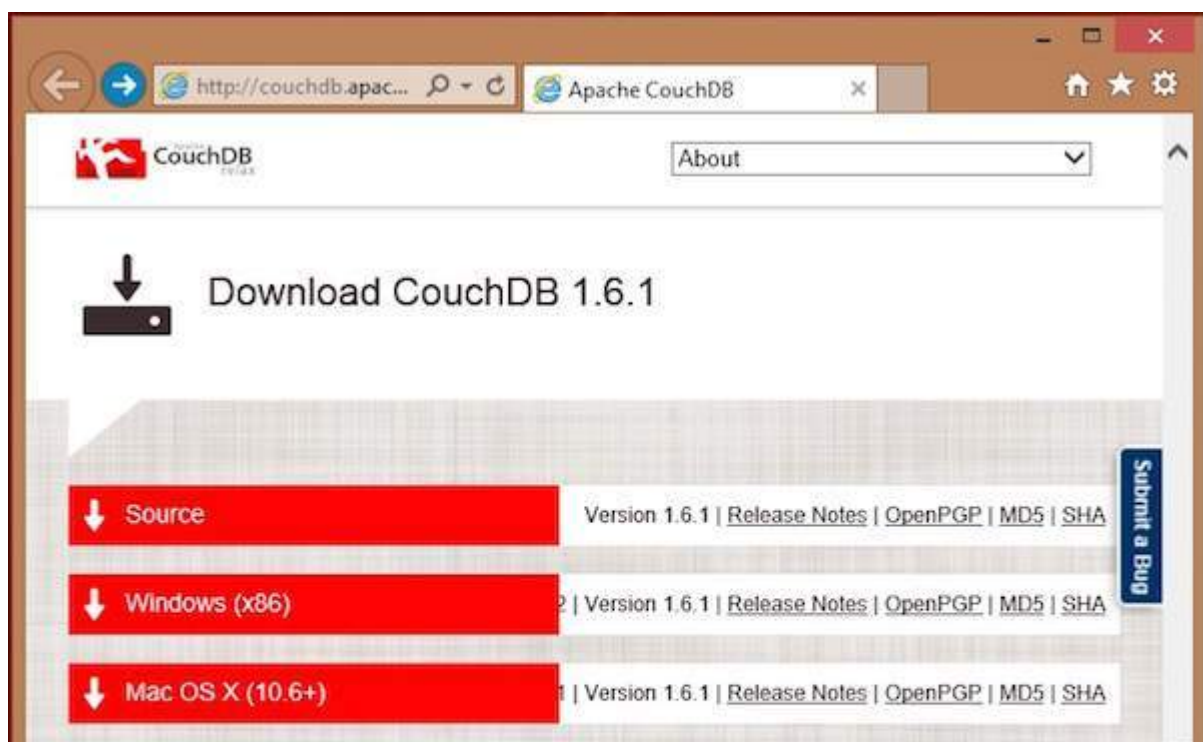 http://couchdb.apac...
Apache CouchDB
CouchDB
relax
About
Download CouchDB 1.6.1
Source
Version 1.6.1 | Release Notes | OpenPGP | MD5 | SHA
Windows (x86)
2 | Version 1.6.1 | Release Notes | OpenPGP | MD5 | SHA
Mac OS X (10.6+)
| Version 1.6.1 | Release Notes | OpenPGP | MD5 | SHA
Submit a Bug